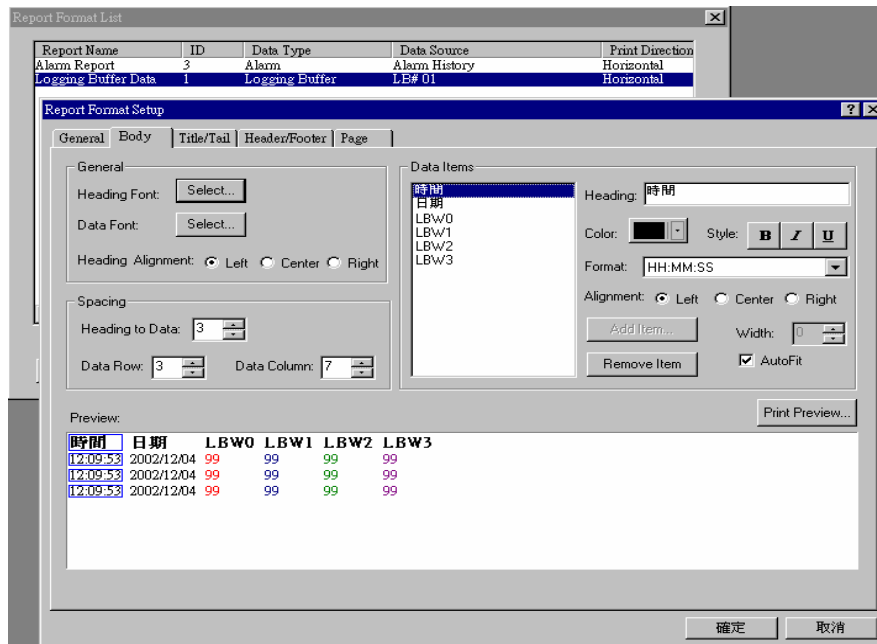 Report Format List
Report Name ID Data Type Data Source Print Direction
Alarm Report 3 Alarm Alarm History Horizontal
Logging Buffer Data 1 Logging Buffer LB# 01 Horizontal
Report Format Setup
General Body Title/Tail Header/Footer Page
General
Heading Font: Select...
Data Font: Select...
Heading Alignment: Left Center Right
Spacing
Heading to Data: 3
Data Row: 3 Data Column: 7
Data Items
時間
日期
LBW0
LBW1
LBW2
LBW3
Heading: 時間
Color: Style: B I U
Format: HH:MM:SS
Alignment: Left Center Right
Add Item... Width: 0
Remove Item AutoFit
Print Preview...
Preview:
時間 日期 LBW0 LBW1 LBW2 LBW3
12:09:53 2002/12/04 99 99 99 99
12:09:53 2002/12/04 99 99 99 99
12:09:53 2002/12/04 99 99 99 99
確定 取消